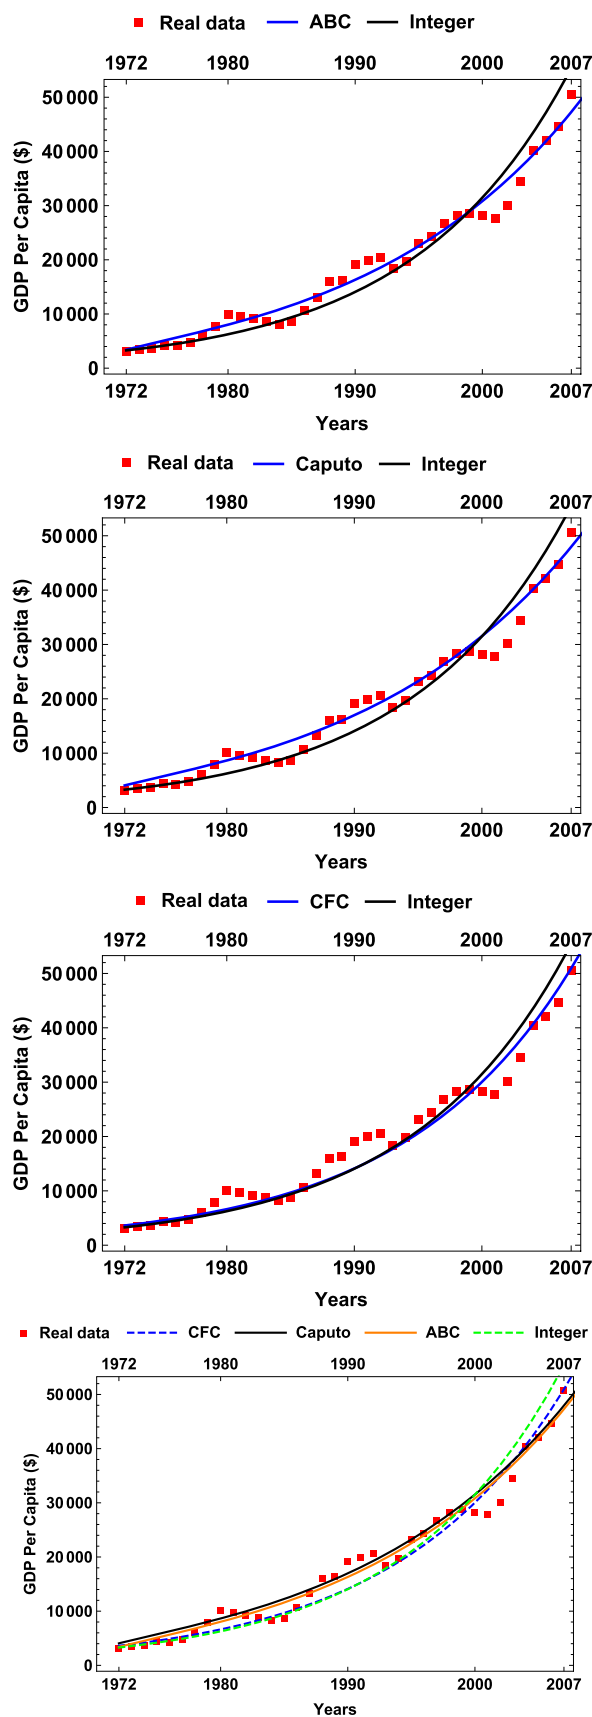 Real data ABC Integer
1972 1980 1990 2000 2007
50 000
40 000
30 000
20 000
10 000
0
GDP Per Capita ($)
1972 1980 1990 2000 2007
Years
Real data Caputo Integer
1972 1980 1990 2000 2007
50 000
40 000
30 000
20 000
10 000
0
GDP Per Capita ($)
1972 1980 1990 2000 2007
Years
Real data CFC Integer
1972 1980 1990 2000 2007
50 000
40 000
30 000
20 000
10 000
0
GDP Per Capita ($)
1972 1980 1990 2000 2007
Years
Real data CFC Caputo ABC Integer
1972 1980 1990 2000 2007
50 000
40 000
30 000
20 000
10 000
0
GDP Per Capita ($)
1972 1980 1990 2000 2007
Years